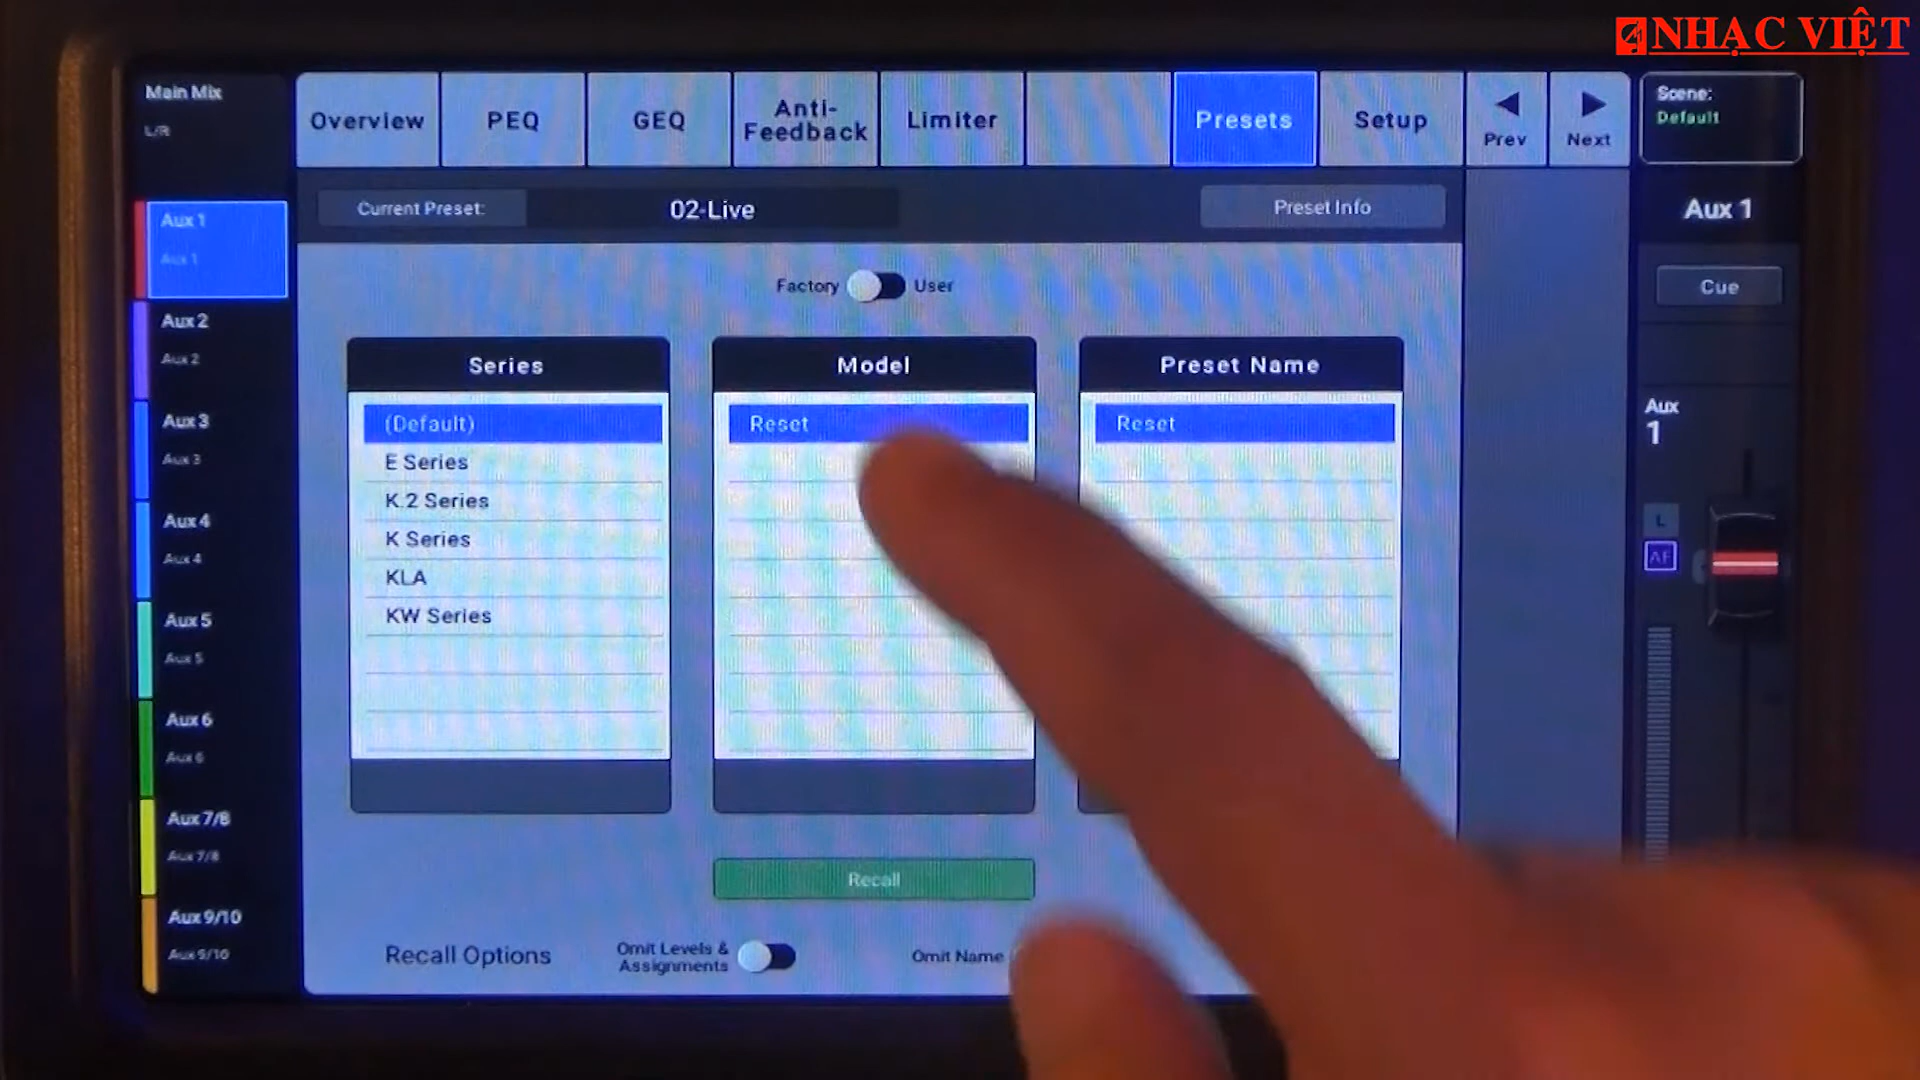 NHẠC VIỆT
Main Mix
L/R
Overview
PEQ
GEQ
Anti-
Feedback
Limiter
Presets
Setup
Prev
Next
Scene:
Default
Current Preset:
02-Live
Preset Info
Aux 1
Aux 1
Aux 2
Aux 2
Aux 3
Aux 3
Aux 4
Aux 4
Aux 5
Aux 5
Aux 6
Aux 6
Aux 7/8
Aux 7/8
Aux 9/10
Aux 9/10
Factory
User
Series
(Default)
E Series
K.2 Series
K Series
KLA
KW Series
Model
Reset
Preset Name
Reset
Recall
Recall Options
Omit Levels &
Assignments
Omit Name
Aux 1
Cue
Aux
1
L
AF